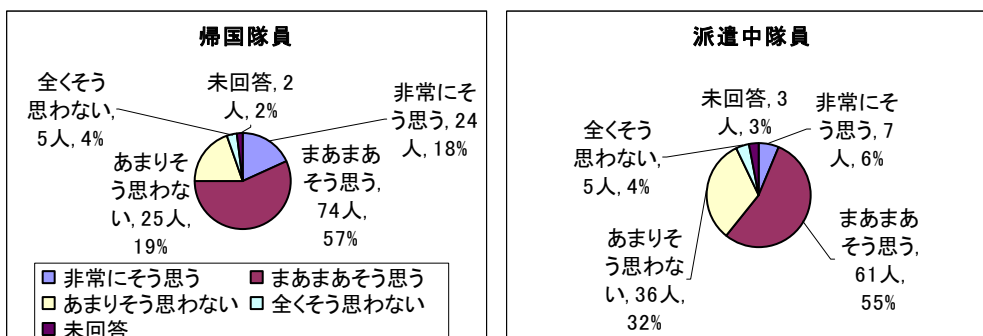 帰国隊員
全くそう
思わない,
5人, 4%
未回答, 2
人, 2%
非常にそ
う思う, 24
人, 18%
あまりそ
う思わな
い, 25人,
19%
まあまあ
そう思う,
74人,
57%
非常にそう思う
まあまあそう思う
あまりそう思わない
全くそう思わない
未回答
派遣中隊員
全くそう
思わない,
5人, 4%
未回答, 3
人, 3%
非常にそ
う思う, 7
人, 6%
あまりそ
う思わな
い, 36人,
32%
まあまあ
そう思う,
61人,
55%